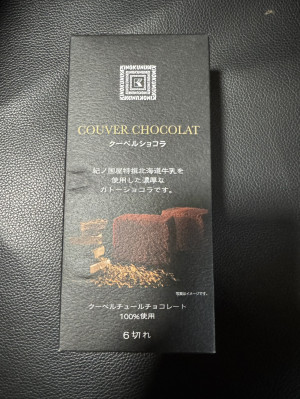 COUVER CHOCOLAT
クーベルショコラ
紀ノ国屋特撰北海道牛乳を
使用した濃厚な
ガトーショコラです。
写真はイメージです。
クーベルチュールチョコレート
100%使用
6切れ